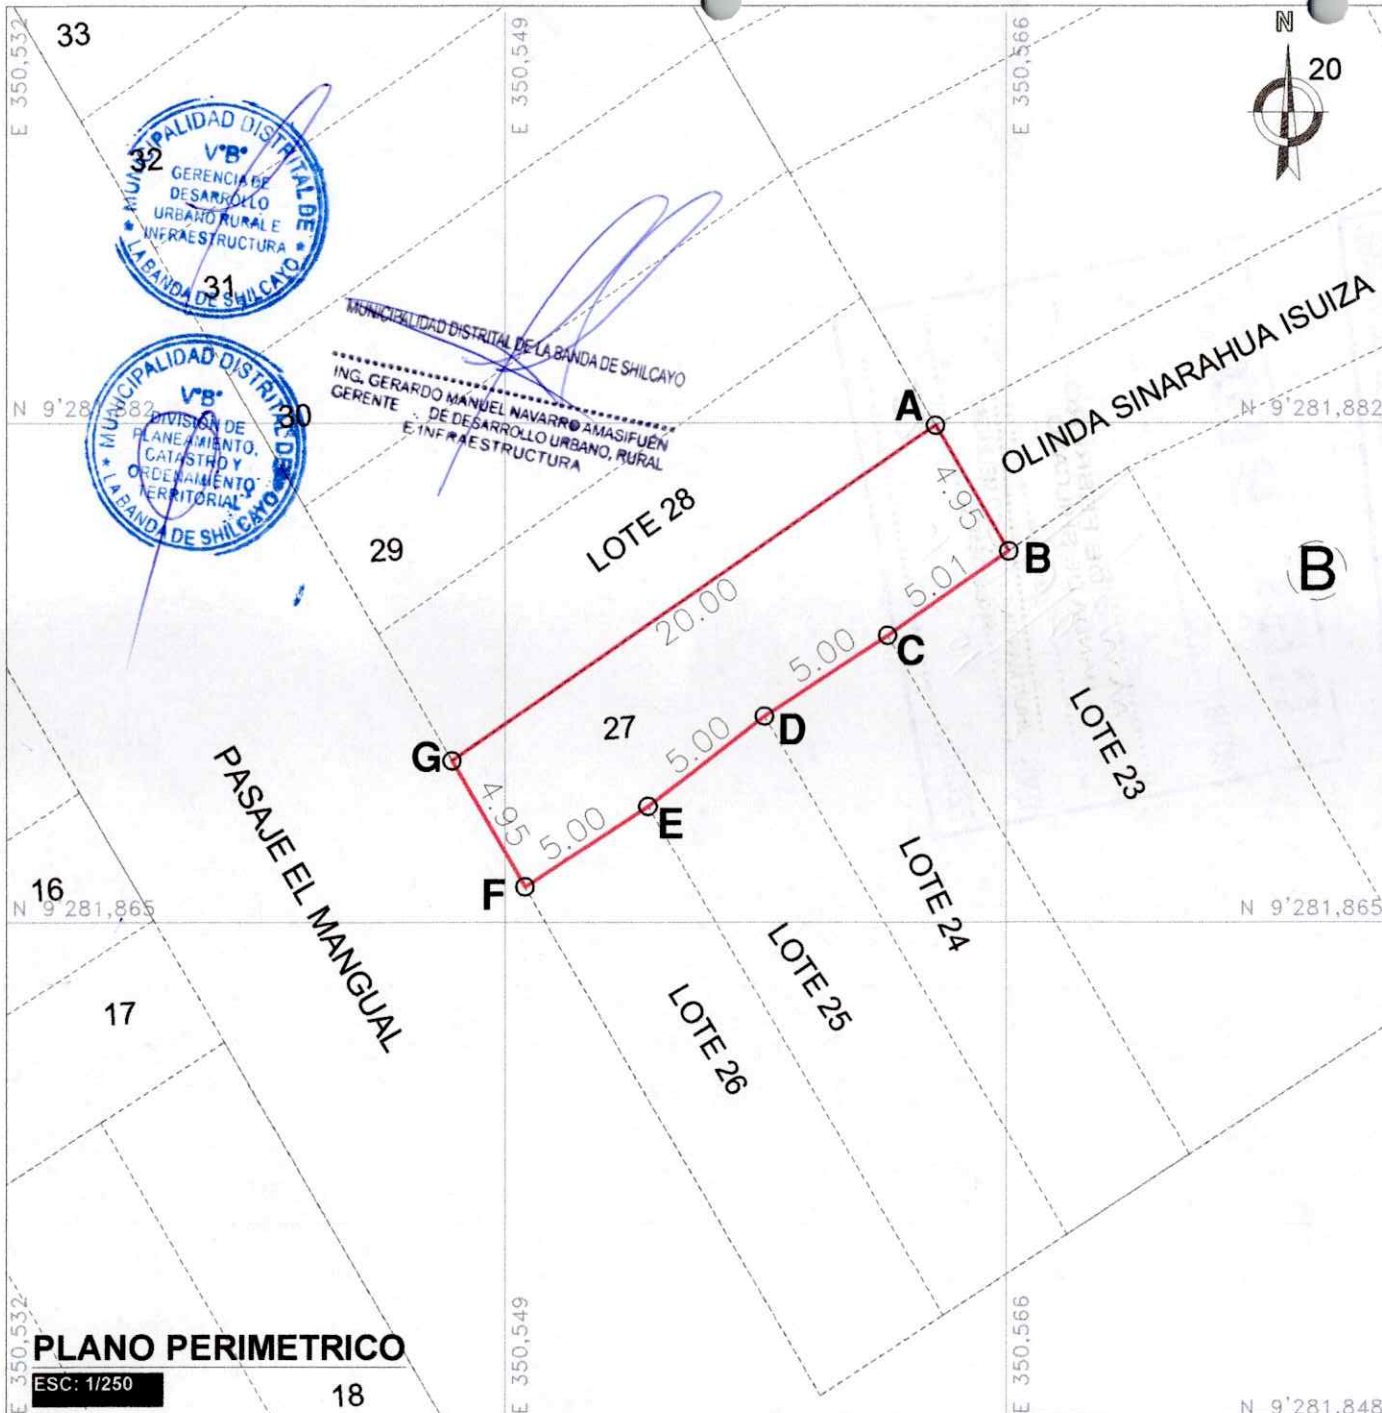 33
E 350,532
E 350,549
E 350,566
N
20
MUNICIPALIDAD DISTRITAL DE
LA BANDA DE SHILCAYO
V°B°
GERENCIA DE
DESARROLLO
URBANO RURAL E
INFRAESTRUCTURA
32
31
MUNICIPALIDAD DISTRITAL DE LA BANDA DE SHILCAYO
ING. GERARDO MANUEL NAVARRO AMASIFUÉN
GERENTE DE DESARROLLO URBANO, RURAL
E INFRAESTRUCTURA
MUNICIPALIDAD DISTRITAL DE
LA BANDA DE SHILCAYO
V°B°
DIVISIÓN DE
PLANEAMIENTO,
CATASTRO Y
ORDENAMIENTO
TERRITORIAL
30
N 9'281,882
N 9'281,882
OLINDA SINARAHUA ISUIZA
A
4.95
B
B
LOTE 28
29
20.00
5.01
C
5.00
D
27
5.00
E
G
4.95
5.00
F
LOTE 23
PASAJE EL MANGUAL
LOTE 24
LOTE 25
LOTE 26
16
N 9'281,865
N 9'281,865
17
E 350,532
E 350,549
E 350,566
PLANO PERIMETRICO
ESC: 1/250
18
N 9'281,848